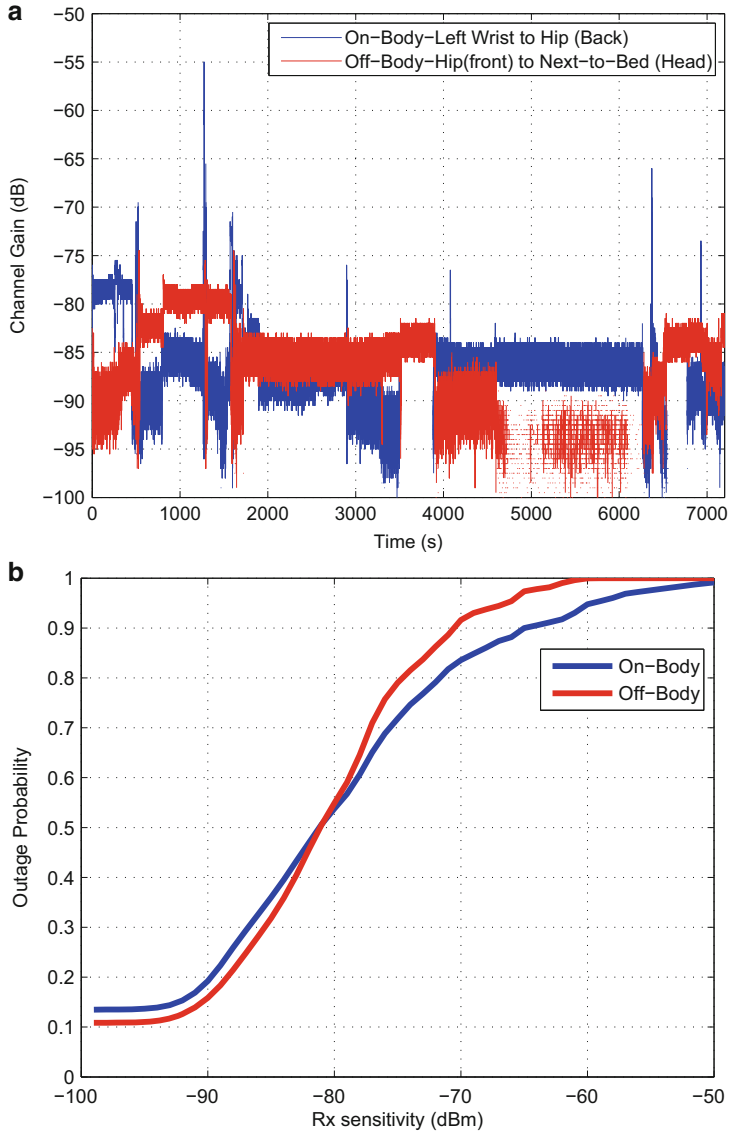 a
−50
−55
−60
−65
−70
−75
−80
−85
−90
−95
−100
Channel Gain (dB)
On−Body−Left Wrist to Hip (Back)
Off−Body−Hip(front) to Next−to−Bed (Head)
0 1000 2000 3000 4000 5000 6000 7000
Time (s)
b
1
0.9
0.8
0.7
0.6
0.5
0.4
0.3
0.2
0.1
0
Outage Probability
On−Body
Off−Body
−100 −90 −80 −70 −60 −50
Rx sensitivity (dBm)